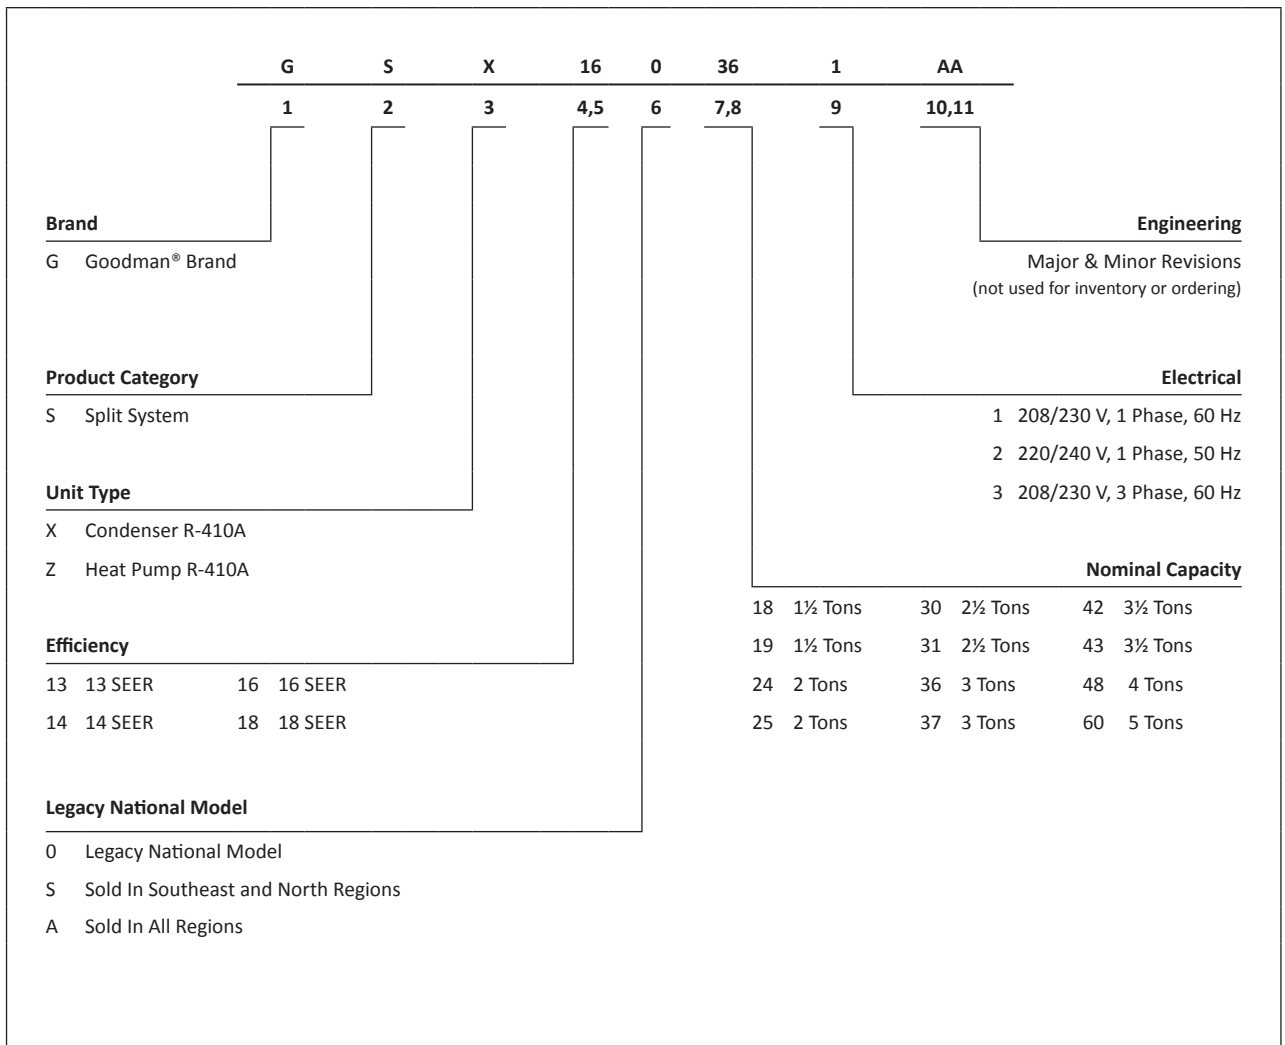 G S X 16 0 36 1 AA
1 2 3 4,5 6 7,8 9 10,11
Brand
G Goodman® Brand
Engineering
Major & Minor Revisions
(not used for inventory or ordering)
Product Category
S Split System
Electrical
1 208/230 V, 1 Phase, 60 Hz
2 220/240 V, 1 Phase, 50 Hz
3 208/230 V, 3 Phase, 60 Hz
Unit Type
X Condenser R-410A
Z Heat Pump R-410A
Nominal Capacity
18 1½ Tons 30 2½ Tons 42 3½ Tons
19 1½ Tons 31 2½ Tons 43 3½ Tons
24 2 Tons 36 3 Tons 48 4 Tons
25 2 Tons 37 3 Tons 60 5 Tons
Efficiency
13 13 SEER 16 16 SEER
14 14 SEER 18 18 SEER
Legacy National Model
0 Legacy National Model
S Sold In Southeast and North Regions
A Sold In All Regions